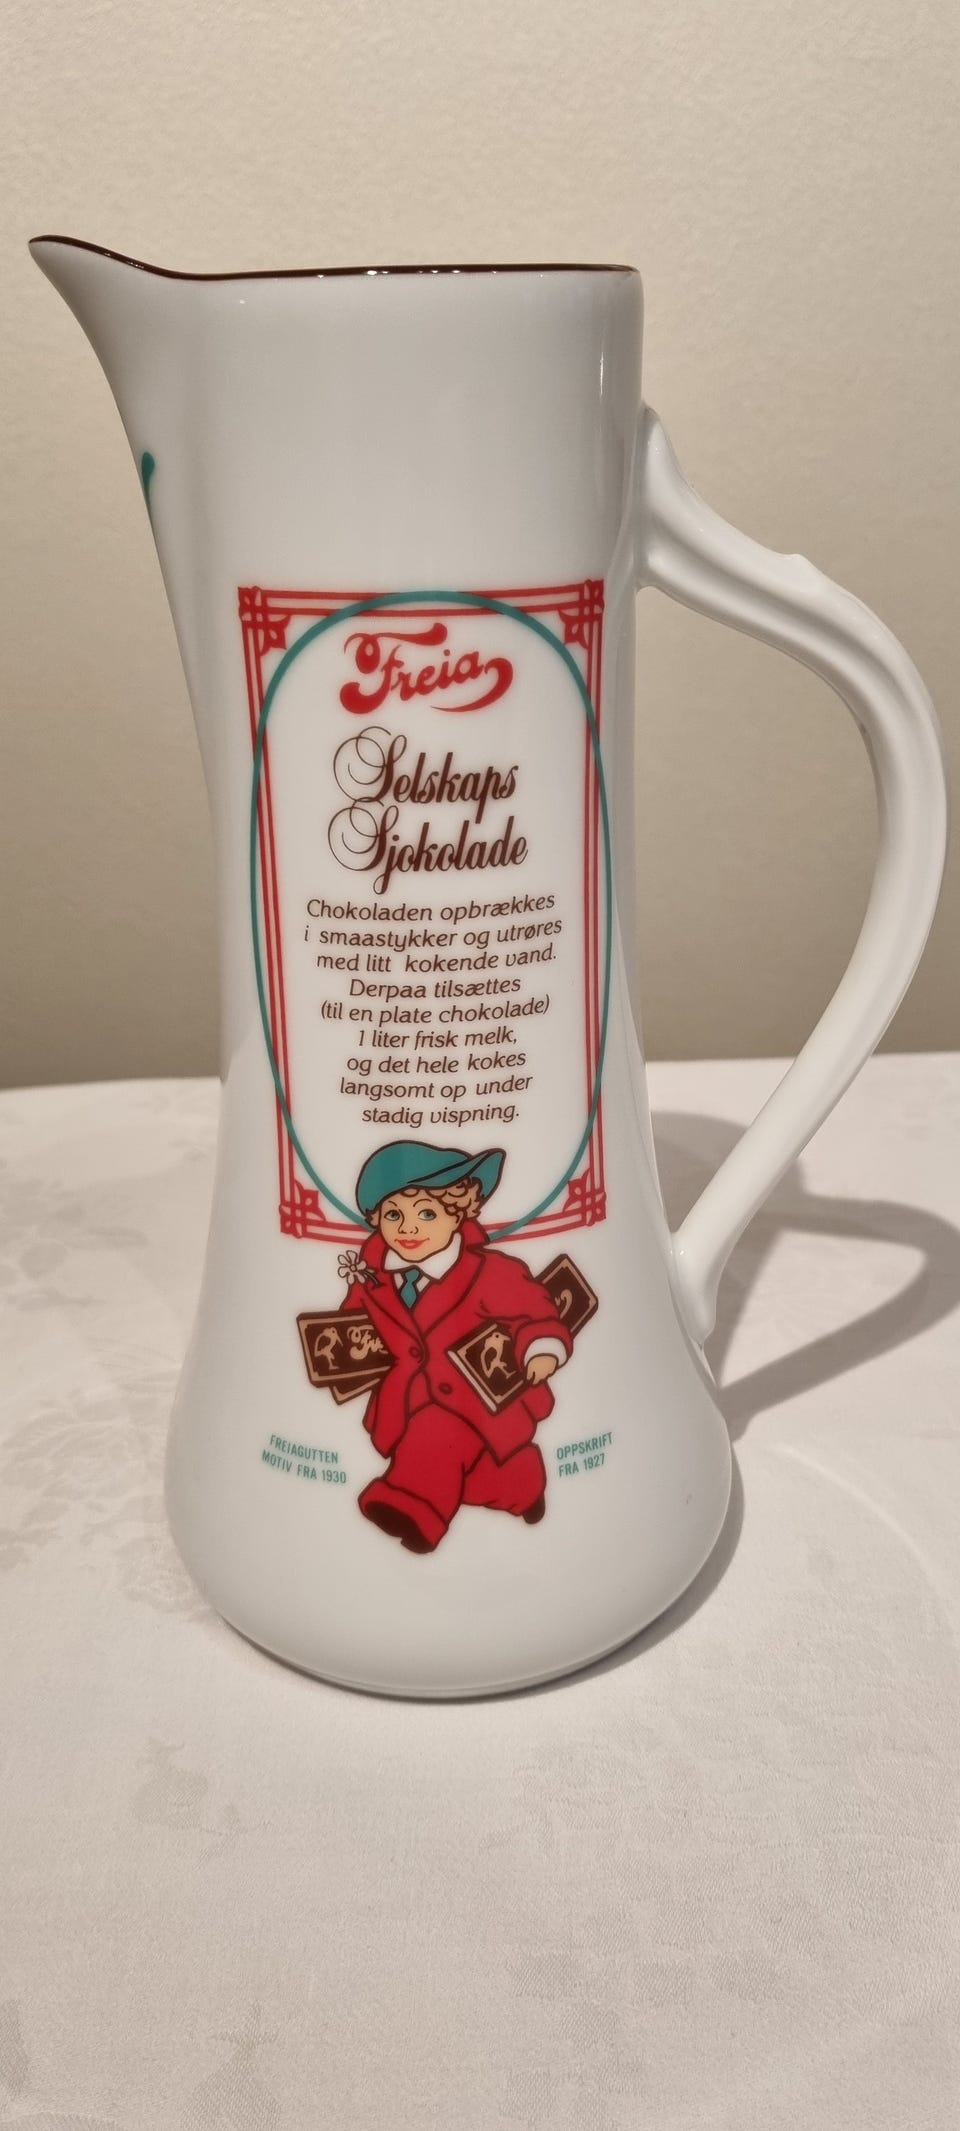 Freia
Selskaps
Sjokolade
Chokoladen opbrækkes
i smaastykker og utrøres
med litt kokende vand.
Derpaa tilsættes
(til en plate chokolade)
1 liter frisk melk,
og det hele kokes
langsomt op under
stadig vispning.
FREIAGUTTEN
MOTIV FRA 1930
OPPSKRIFT
FRA 1927